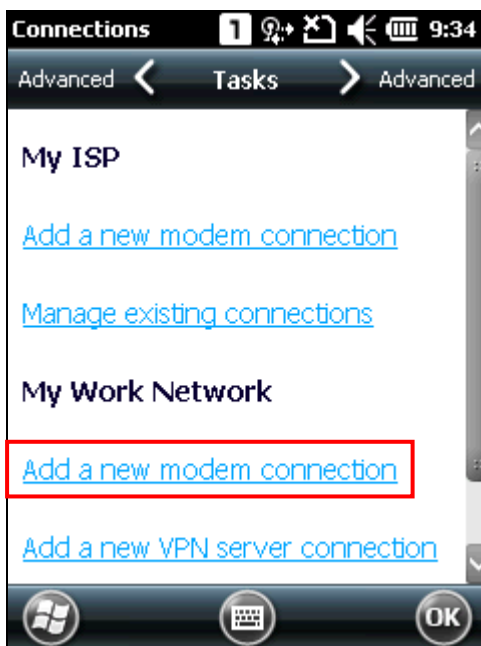 Connections 1 9:34
Advanced Tasks Advanced
My ISP
Add a new modem connection
Manage existing connections
My Work Network
Add a new modem connection
Add a new VPN server connection
OK